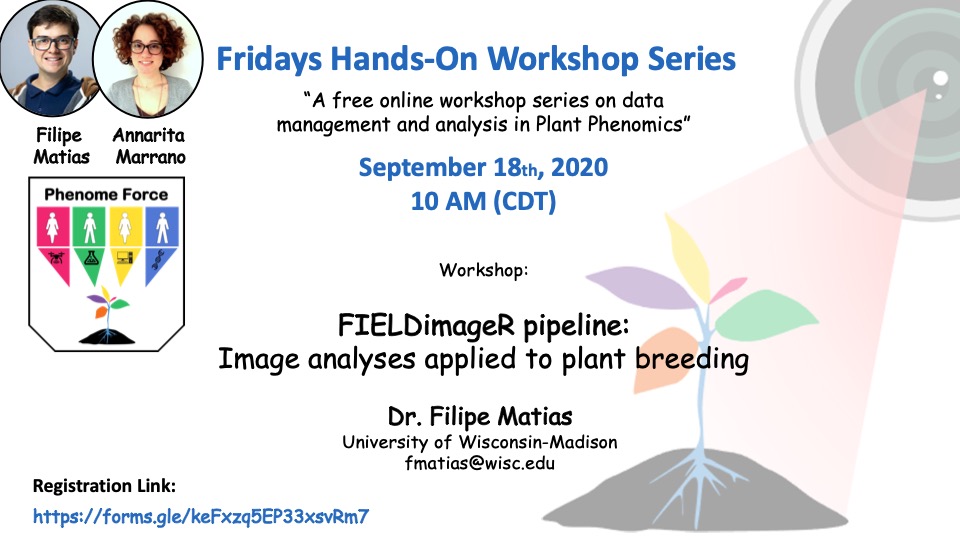 Fridays Hands-On Workshop Series
“A free online workshop series on data
management and analysis in Plant Phenomics”
September 18th, 2020
10 AM (CDT)
Filipe
Matias
Annarita
Marrano
Phenome Force
Workshop:
FIELDimageR pipeline:
Image analyses applied to plant breeding
Dr. Filipe Matias
University of Wisconsin-Madison
fmatias@wisc.edu
Registration Link:
https://forms.gle/keFxzq5EP33xsvRm7